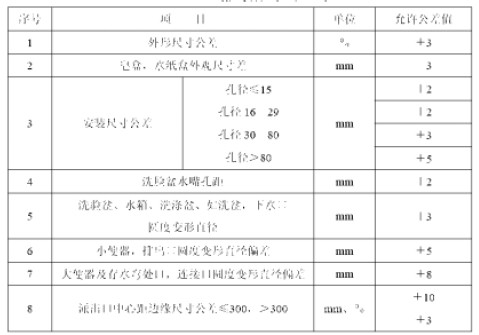 序号 项 目 单位 允许公差值
1 外形尺寸公差 % +3
2 皂盒、水纸盒外观尺寸差 mm 3
3 安装尺寸公差 mm
孔径≤15 2
孔径16 29 2
孔径30 80 +3
孔径>80 +5
4 洗脸盆水嘴孔距 mm 2
5 洗脸盆、水箱、洗涤盆、妇洗盆,下水口 mm 3
圆度变形直径
6 小便器,排污口圆度变形直径偏差 mm +5
7 大便器及存水弯处口,连接口圆度变形直径偏差 mm +8
8 中心距边缘尺寸公差≤300,>300 mm、% +10
+3